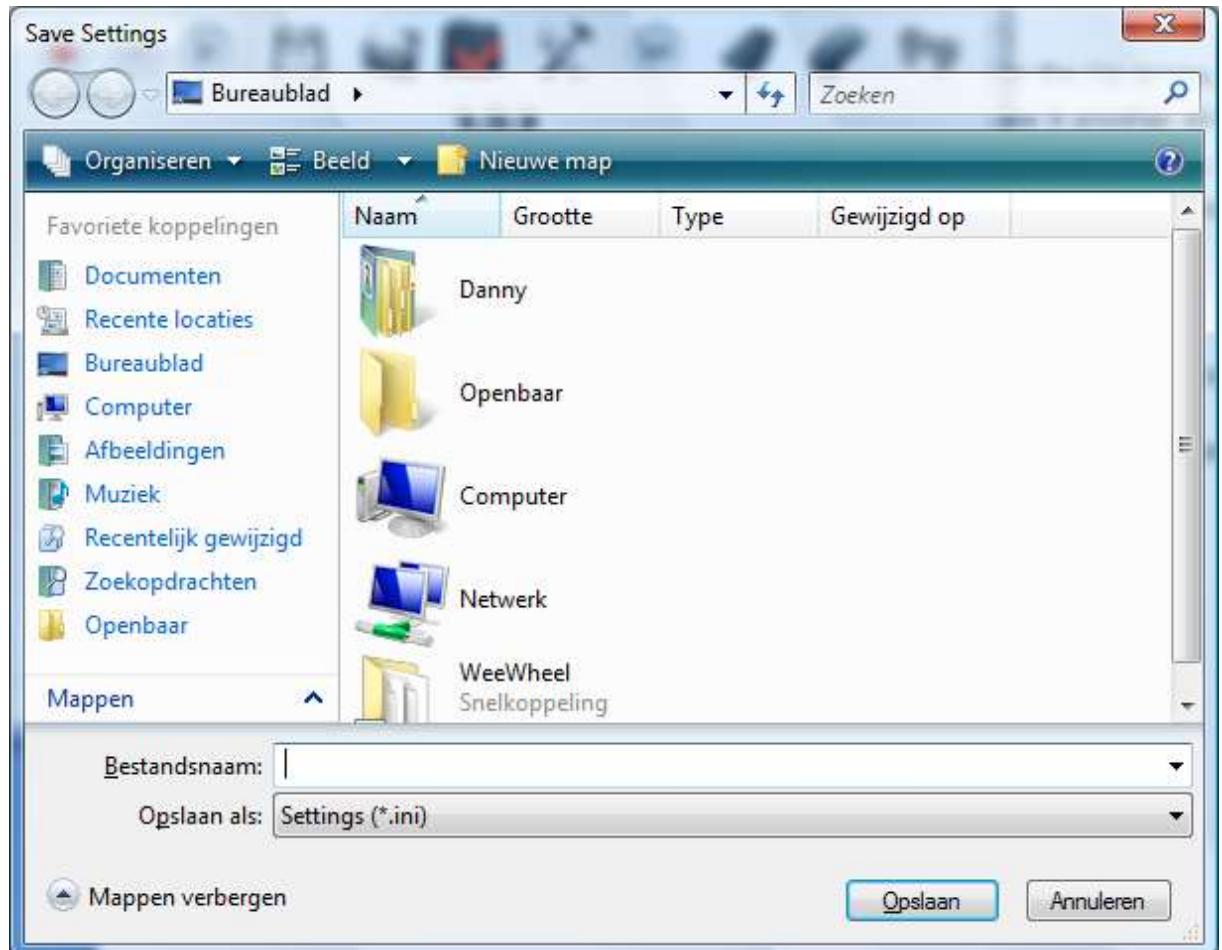 Save Settings
Bureaublad
Zoeken
Organiseren Beeld Nieuwe map
Favoriete koppelingen
Documenten
Recente locaties
Bureaublad
Computer
Afbeeldingen
Muziek
Recentelijk gewijzigd
Zoekopdrachten
Openbaar
Mappen
Naam Grootte Type Gewijzigd op
Danny
Openbaar
Computer
Netwerk
WeeWheel
Snelkoppeling
Bestandsnaam:
Opslaan als: Settings (*.ini)
Mappen verbergen
Opslaan Annuleren